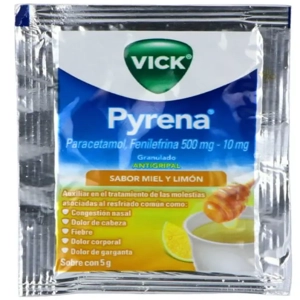 VICK
Pyrena®
Paracetamol, Fenilefrina 500 mg - 10 mg
Granulado
ANTIGRIPAL
SABOR MIEL Y LIMÓN
Auxiliar en el tratamiento de las molestias
asociadas al resfriado común como:
Congestión nasal
Dolor de cabeza
Fiebre
Dolor corporal
Dolor de garganta
Sobre con 5 g